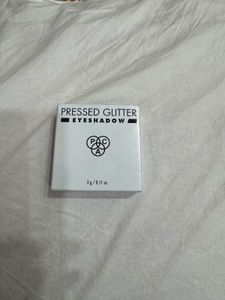 PRESSED GLITTER
EYESHADOW
P C
A
3g / 0.11 oz